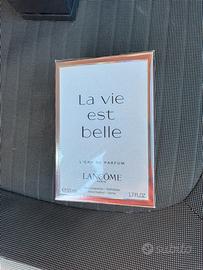 La vie
est
belle
L'EAU DE PARFUM
LANCÔME
PARIS
1.7 FL.OZ.
subito